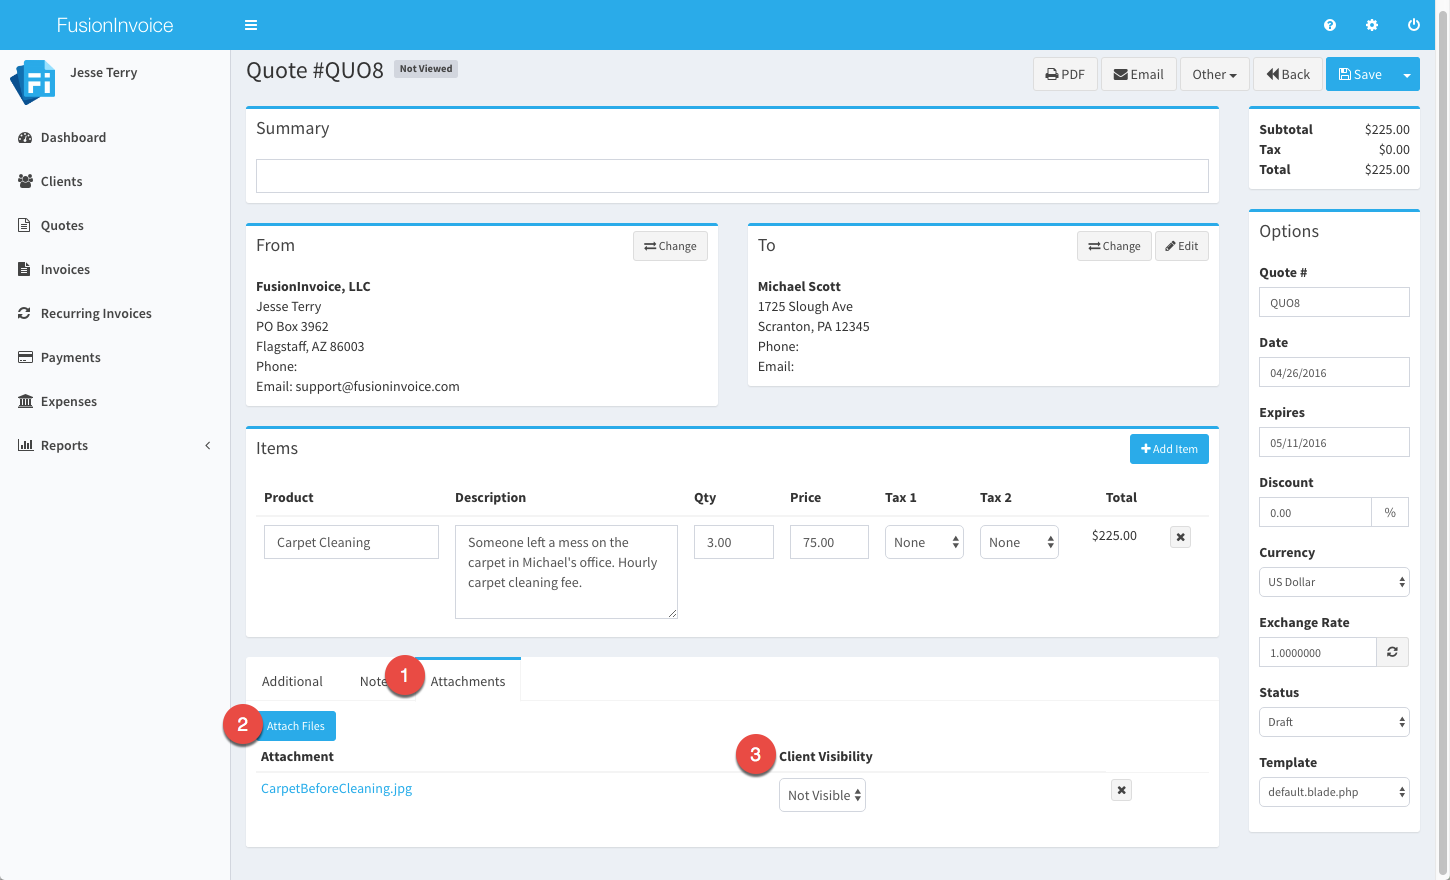 FusionInvoice
Fi
Jesse Terry
Dashboard
Clients
Quotes
Invoices
Recurring Invoices
Payments
Expenses
Reports
Quote #QUO8 Not Viewed
PDF Email Other Back Save
Summary
From Change
FusionInvoice, LLC
Jesse Terry
PO Box 3962
Flagstaff, AZ 86003
Phone:
Email: support@fusioninvoice.com
To Change Edit
Michael Scott
1725 Slough Ave
Scranton, PA 12345
Phone:
Email:
Items Add Item
Product Description Qty Price Tax 1 Tax 2 Total
Carpet Cleaning Someone left a mess on the 3.00 75.00 None None $225.00
carpet in Michael's office. Hourly
carpet cleaning fee.
Additional Note 1 Attachments
2 Attach Files
Attachment 3 Client Visibility
CarpetBeforeCleaning.jpg Not Visible
Subtotal $225.00
Tax $0.00
Total $225.00
Options
Quote #
QUO8
Date
04/26/2016
Expires
05/11/2016
Discount
0.00 %
Currency
US Dollar
Exchange Rate
1.0000000
Status
Draft
Template
default.blade.php